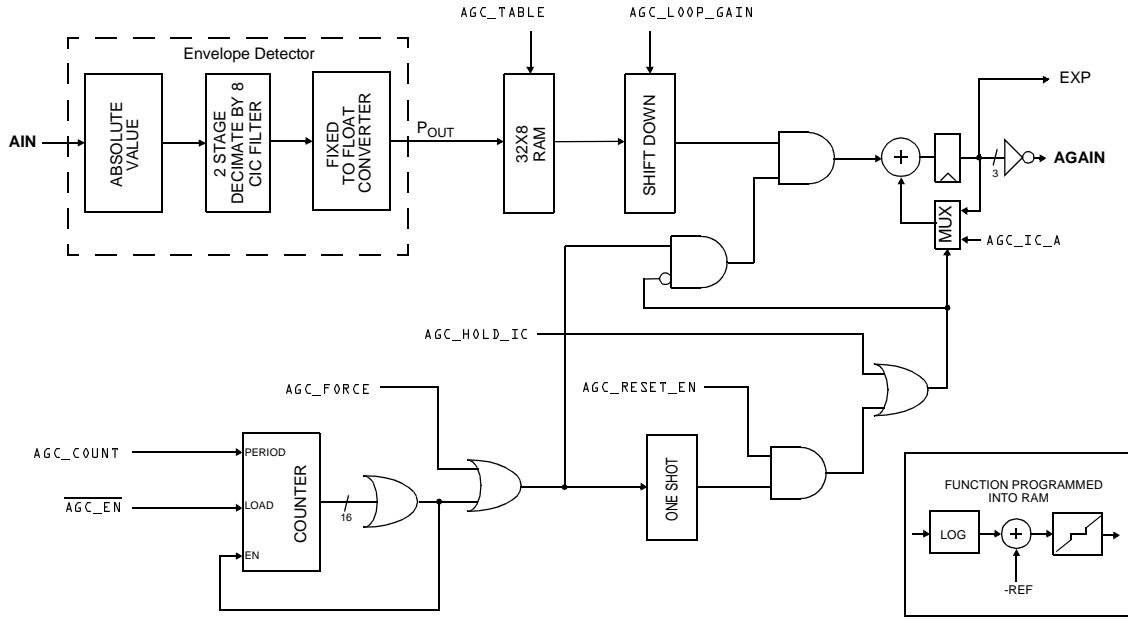 AGC_TABLE
AGC_LOOP_GAIN
Envelope Detector
EXP
AIN
ABSOLUTE
VALUE
2 STAGE
DECIMATE BY 8
CIC FILTER
FIXED
TO FLOAT
CONVERTER
POUT
32X8
RAM
SHIFT DOWN
3
AGAIN
MUX
AGC_IC_A
AGC_HOLD_IC
AGC_FORCE
AGC_RESET_EN
AGC_COUNT
PERIOD
AGC_EN
LOAD
EN
COUNTER
16
ONE SHOT
FUNCTION PROGRAMMED
INTO RAM
LOG
-REF